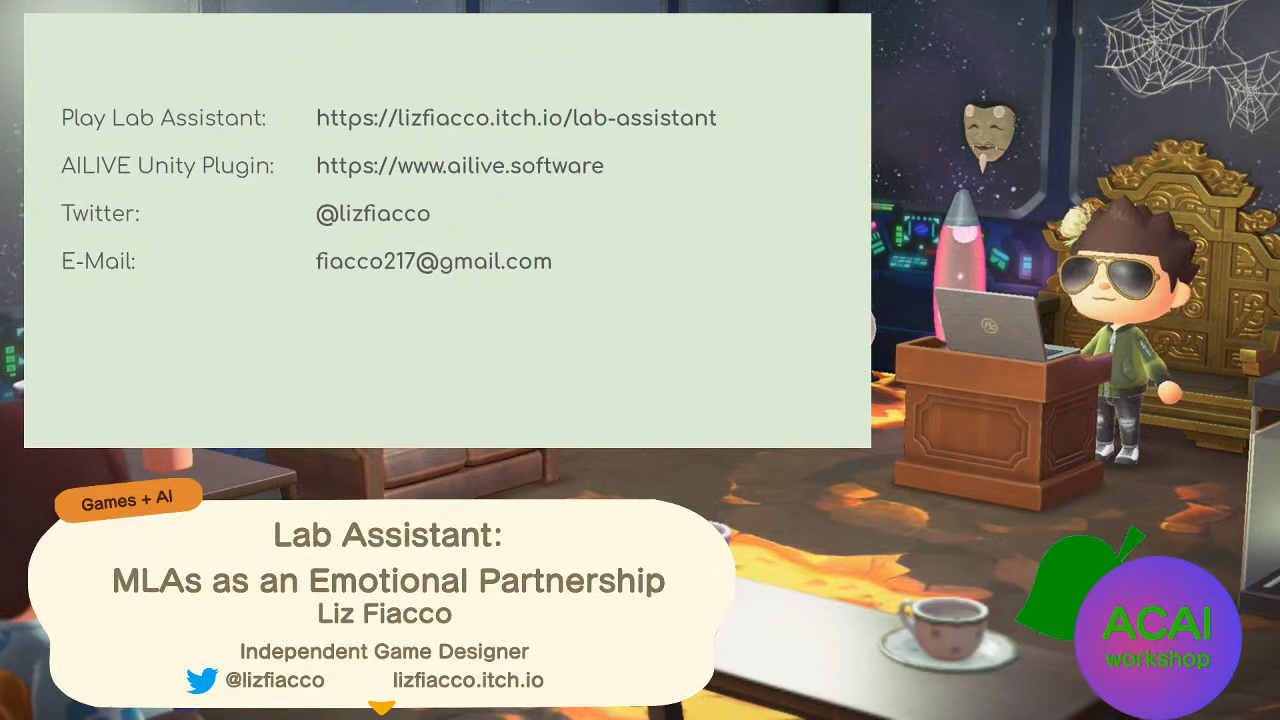 Play Lab Assistant: https://lizfiacco.itch.io/lab-assistant
AILIVE Unity Plugin: https://www.ailive.software
Twitter: @lizfiacco
E-Mail: fiacco217@gmail.com
Games + AI
Lab Assistant:
MLAs as an Emotional Partnership
Liz Fiacco
Independent Game Designer
@lizfiacco lizfiacco.itch.io
ACAI
workshop